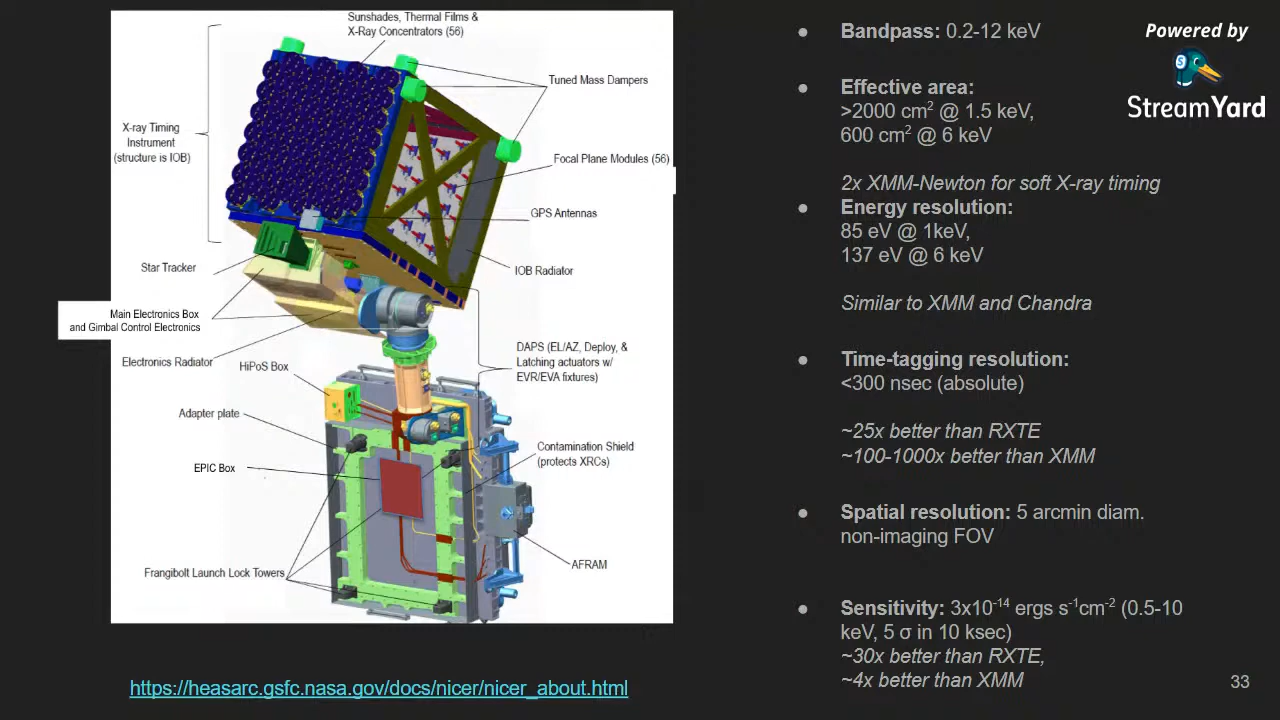 Sunshades, Thermal Films &
X-Ray Concentrators (56)
Tuned Mass Dampers
X-ray Timing
Instrument
(structure is IOB)
Focal Plane Modules (56)
GPS Antennas
Star Tracker
IOB Radiator
Main Electronics Box
and Gimbal Control Electronics
Electronics Radiator
HiPoS Box
DAPS (EL/AZ, Deploy, &
Latching actuators w/
EVR/EVA fixtures)
Adapter plate
Contamination Shield
(protects XRCs)
EPIC Box
AFRAM
Frangibolt Launch Lock Towers
https://heasarc.gsfc.nasa.gov/docs/nicer/nicer_about.html
● Bandpass: 0.2-12 keV
● Effective area:
>2000 cm² @ 1.5 keV,
600 cm² @ 6 keV
2x XMM-Newton for soft X-ray timing
● Energy resolution:
85 eV @ 1keV,
137 eV @ 6 keV
Similar to XMM and Chandra
● Time-tagging resolution:
<300 nsec (absolute)
~25x better than RXTE
~100-1000x better than XMM
● Spatial resolution: 5 arcmin diam.
non-imaging FOV
● Sensitivity: 3x10⁻¹⁴ ergs s⁻¹cm⁻² (0.5-10
keV, 5 σ in 10 ksec)
~30x better than RXTE,
~4x better than XMM
Powered by
S
StreamYard
33